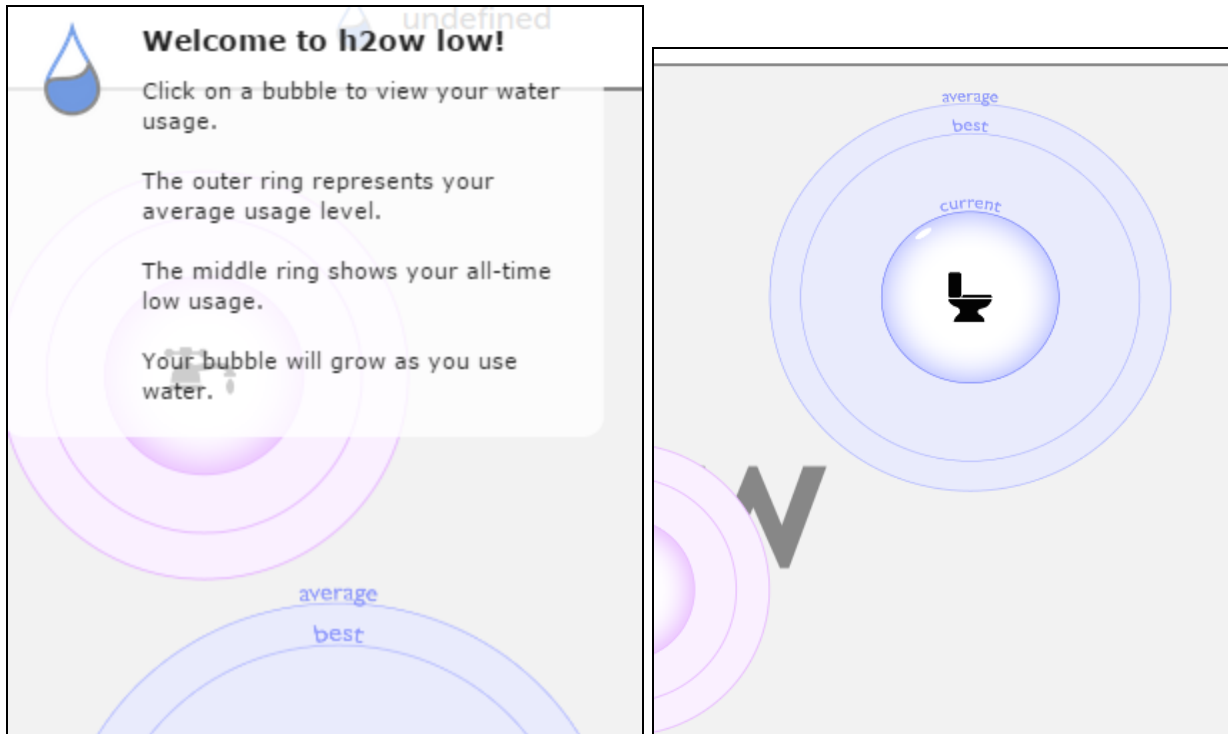 undefined
Welcome to h2ow low!
Click on a bubble to view your water
usage.
The outer ring represents your
average usage level.
The middle ring shows your all-time
low usage.
Your bubble will grow as you use
water.
average
best
average
best
current
W